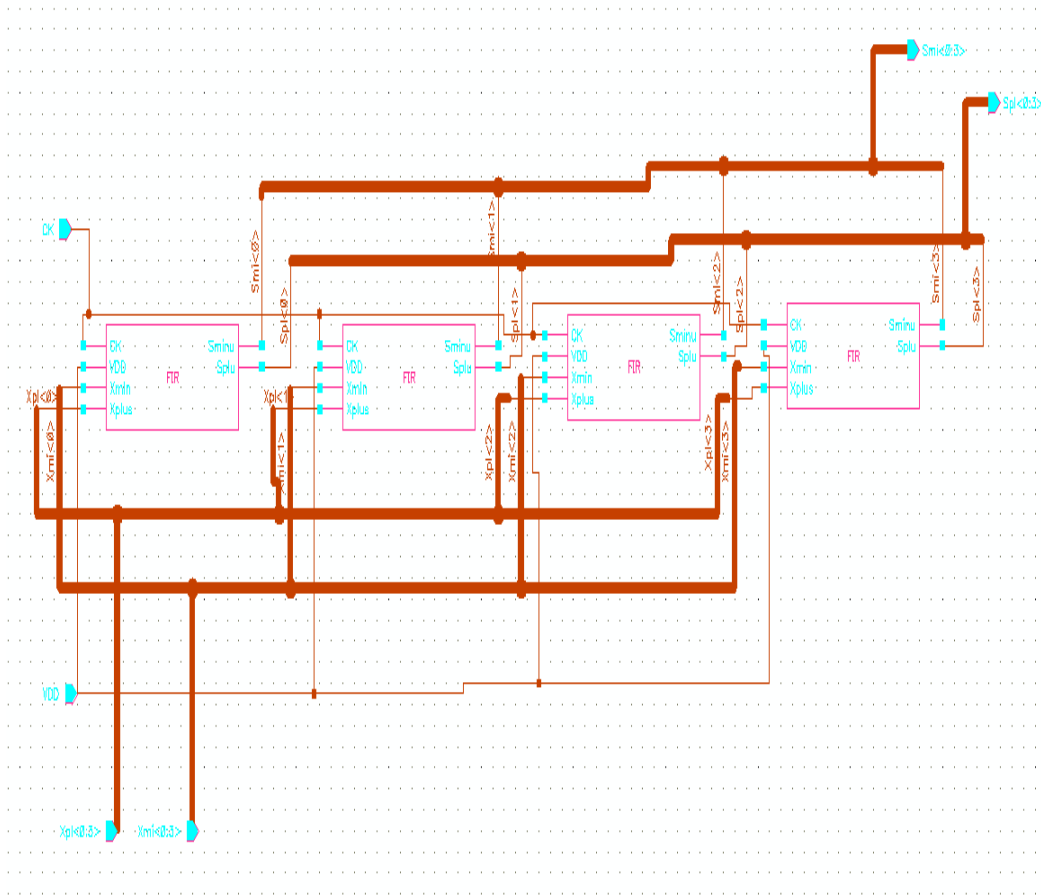 Smi<0:3>
Spl<0:3>
CK
Smi<0>
Spl<0>
Smi<1>
Spl<1>
Smi<2>
Spl<2>
Smi<3>
Spl<3>
CK
VDD
Xmin
Xplus
FIR
Sminu
Splu
CK
VDD
Xmin
Xplus
FIR
Sminu
Splu
CK
VDD
Xmin
Xplus
FIR
Sminu
Splu
CK
VDD
Xmin
Xplus
FIR
Sminu
Splu
Xpl<0>
Xmi<0>
Xpl<1
Xmi<1>
Xpl<2>
Xmi<2>
Xpl<3>
Xmi<3>
VDD
Xpl<0:3>
Xmi<0:3>